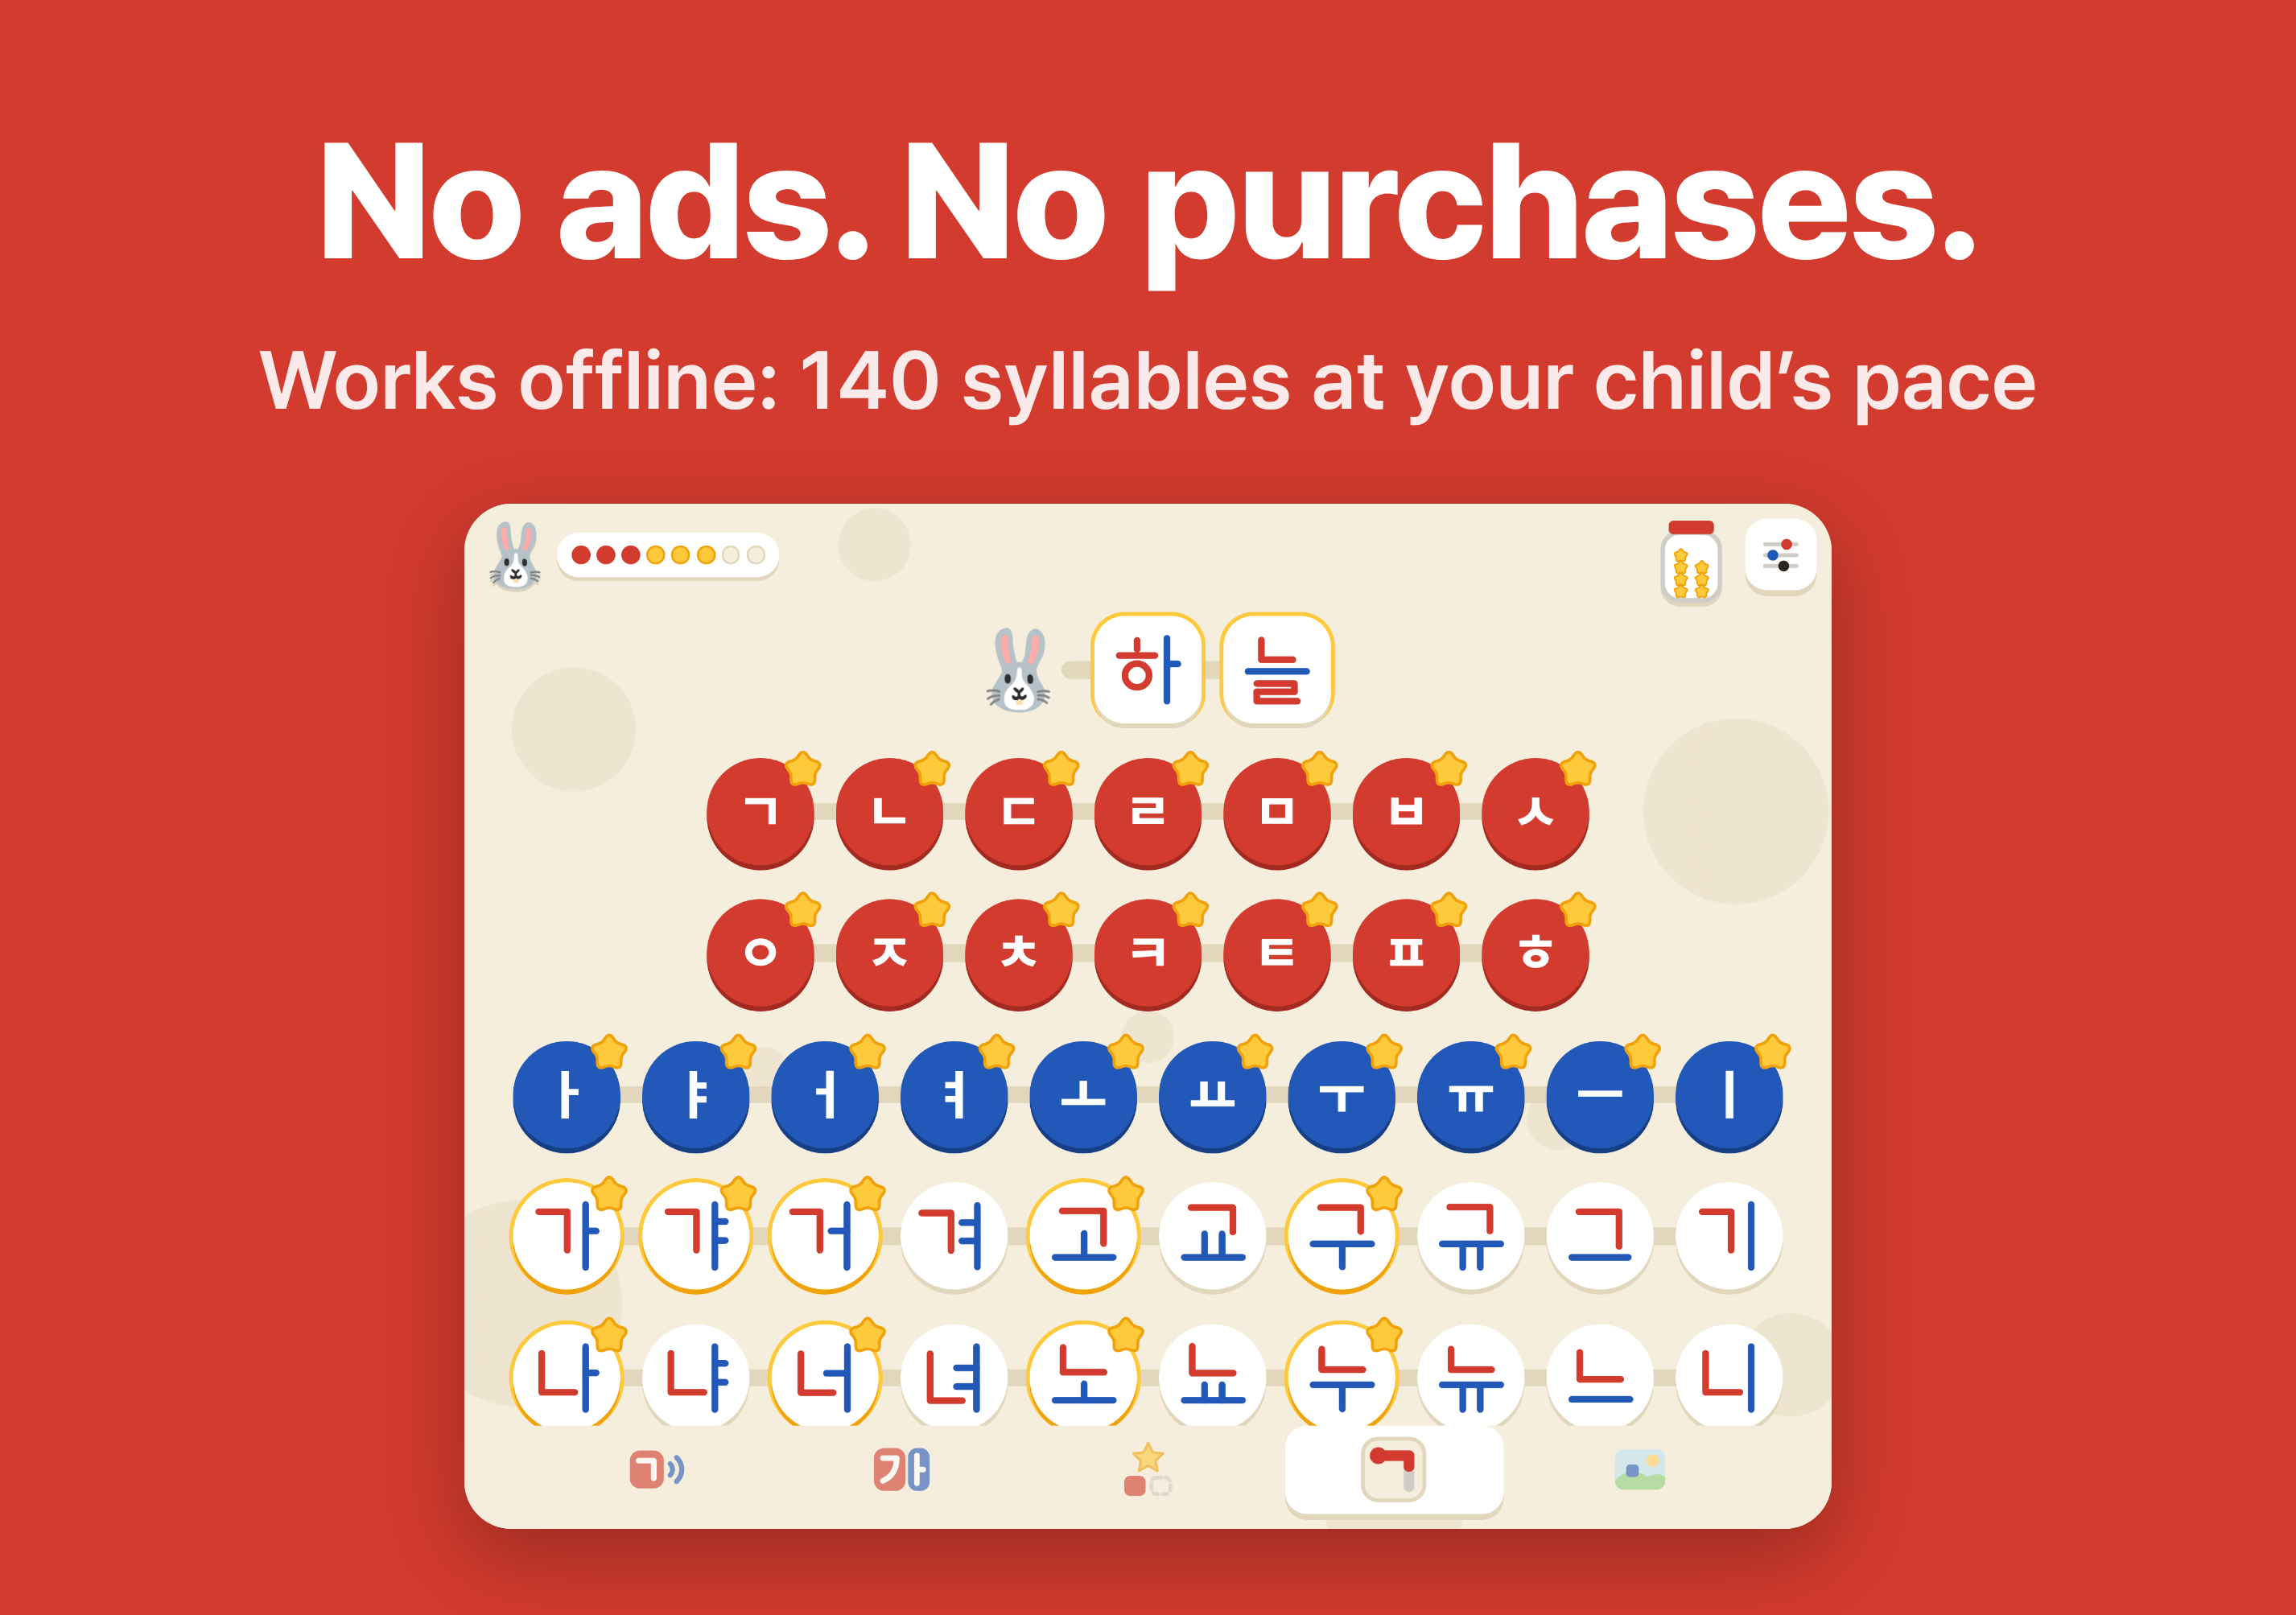 No ads. No purchases.
Works offline: 140 syllables at your child’s pace
하 늘
ㄱ ㄴ ㄷ ㄹ ㅁ ㅂ ㅅ
ㅇ ㅈ ㅊ ㅋ ㅌ ㅍ ㅎ
ㅏ ㅑ ㅓ ㅕ ㅗ ㅛ ㅜ ㅠ ㅡ ㅣ
가 갸 거 겨 고 교 구 규 그 기
나 냐 너 녀 노 뇨 누 뉴 느 니
ㄱ 가 ㄱ